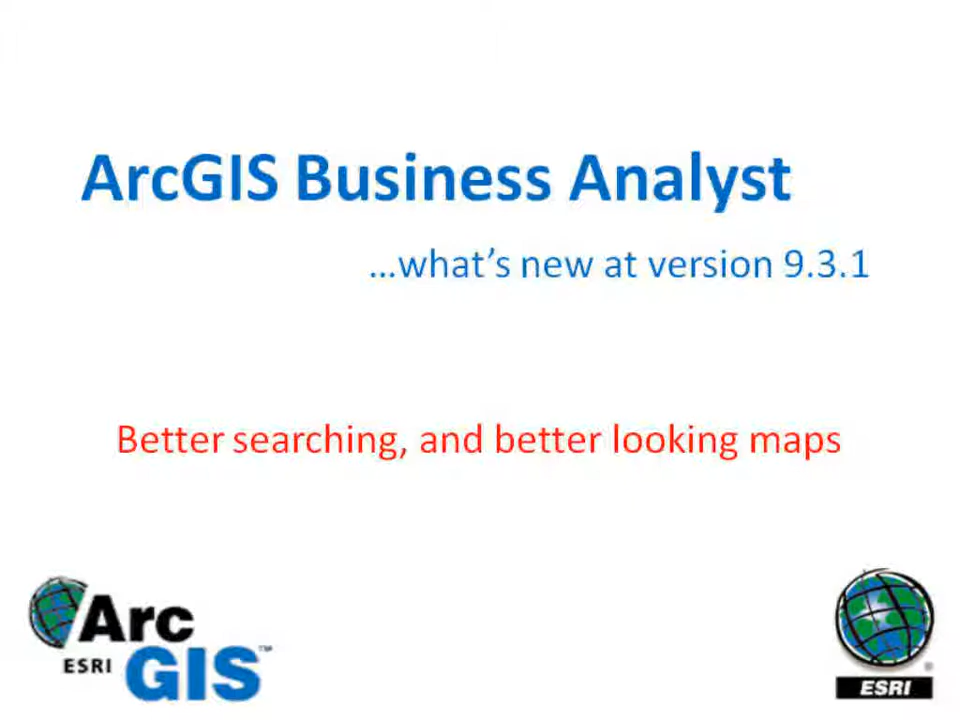 ArcGIS Business Analyst
...what's new at version 9.3.1
Better searching, and better looking maps
Arc
ESRI
GIS™
ESRI
®